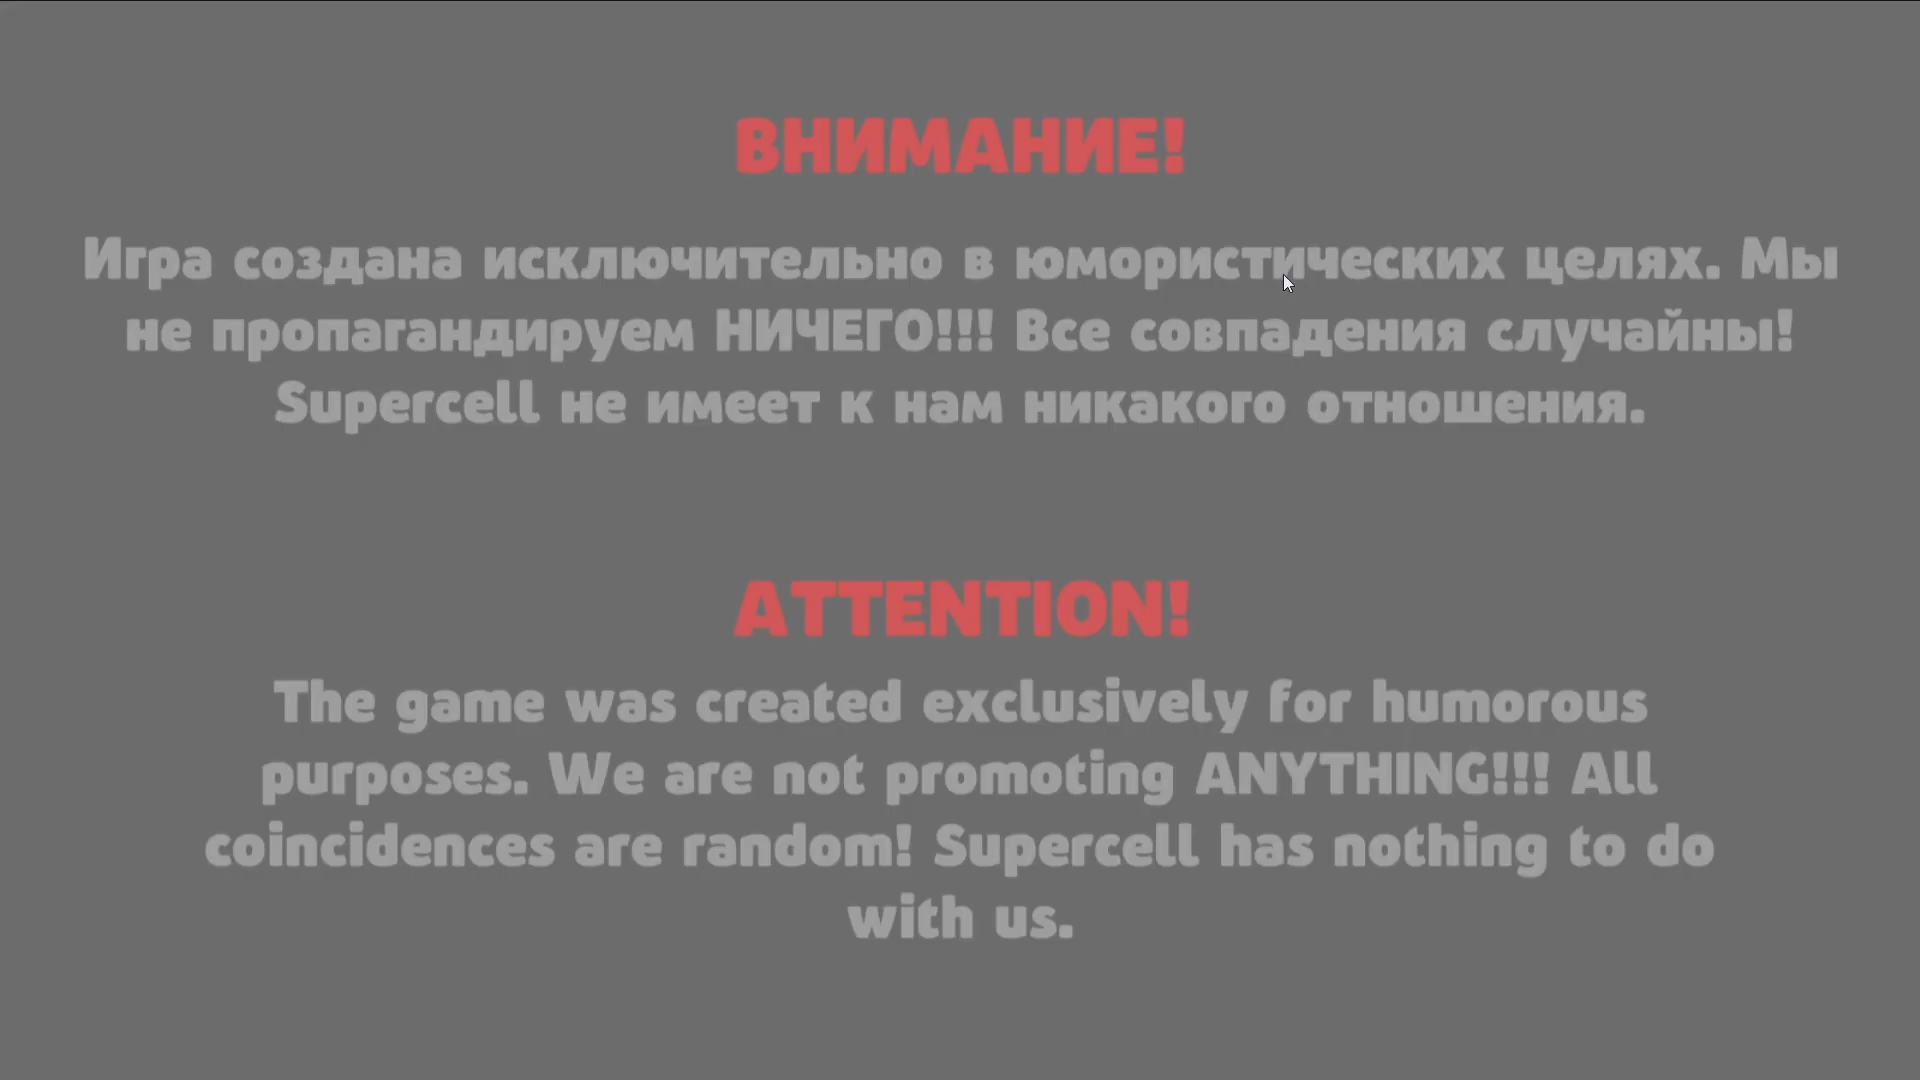 ВНИМАНИЕ!
Игра создана исключительно в юмористических целях. Мы
не пропагандируем НИЧЕГО!!! Все совпадения случайны!
Supercell не имеет к нам никакого отношения.
ATTENTION!
The game was created exclusively for humorous
purposes. We are not promoting ANYTHING!!! All
coincidences are random! Supercell has nothing to do
with us.